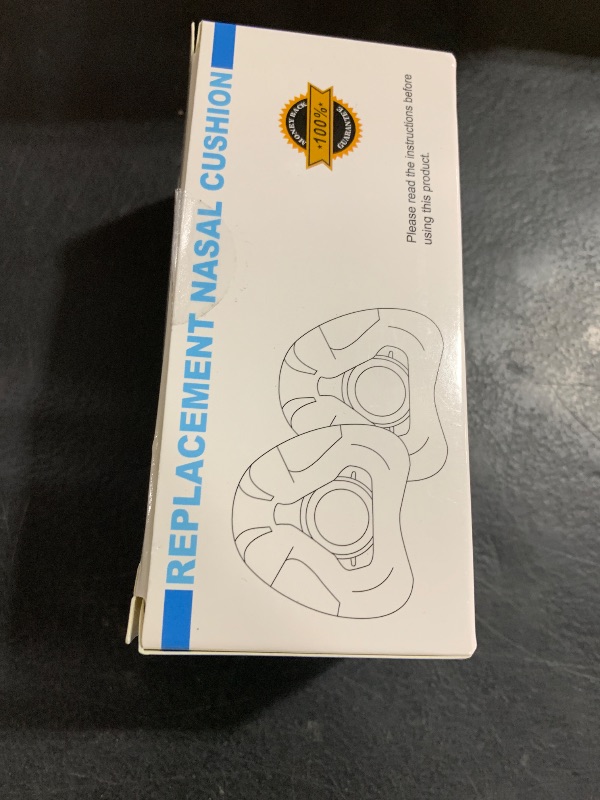 REPLACEMENT NASAL CUSHION
MONEY BACK
*100%*
GUARANTEE
Please read the instructions before
using this product.